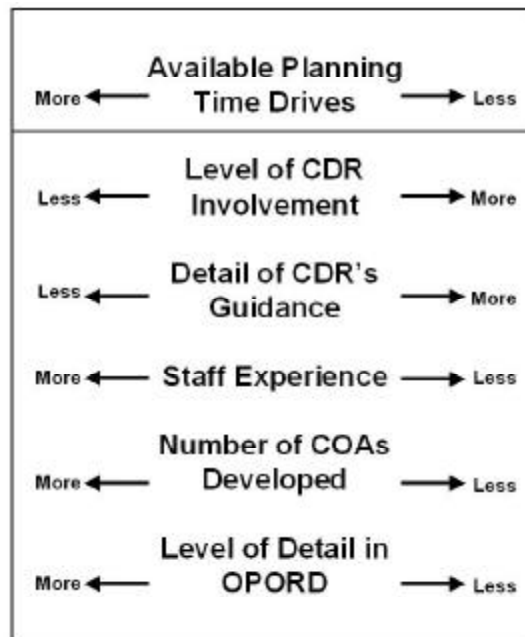 Available Planning
More Time Drives Less
Level of CDR
Less Involvement More
Detail of CDR's
Less Guidance More
More Staff Experience Less
Number of COAs
More Developed Less
Level of Detail in
More OPORD Less